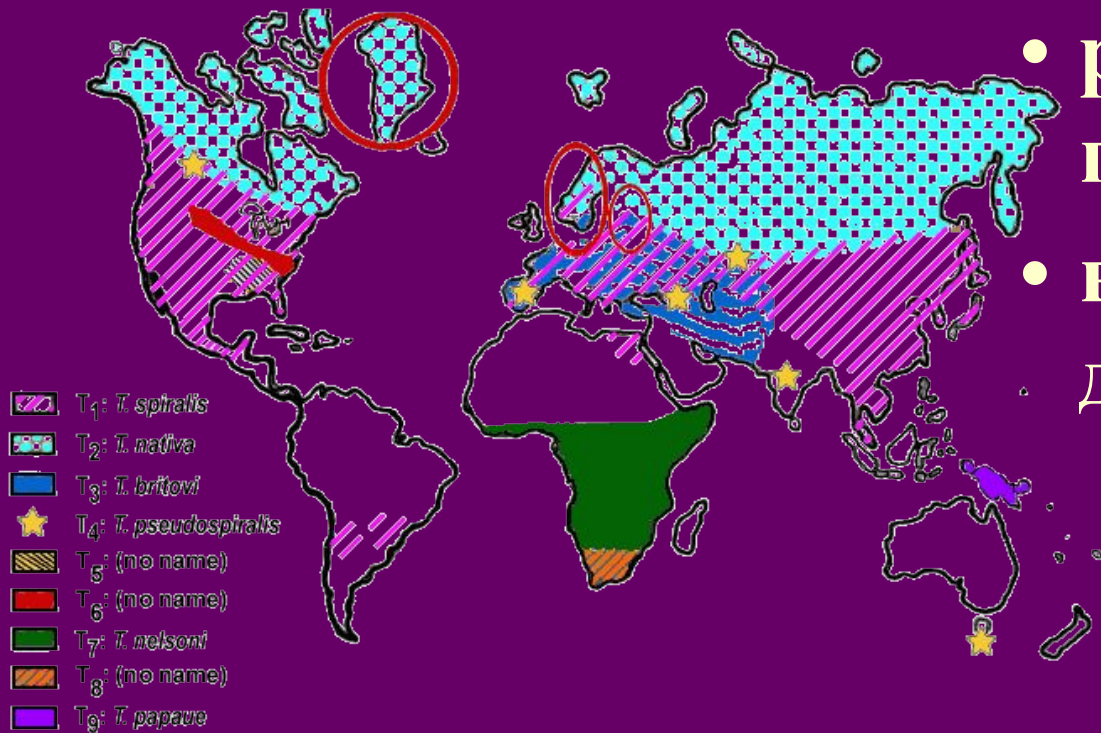 •
•
T1: T. spiralis
T2: T. nativa
T3: T. britovi
T4: T. pseudospiralis
T5: (no name)
T6: (no name)
T7: T. nelsoni
T8: (no name)
T9: T. papaue